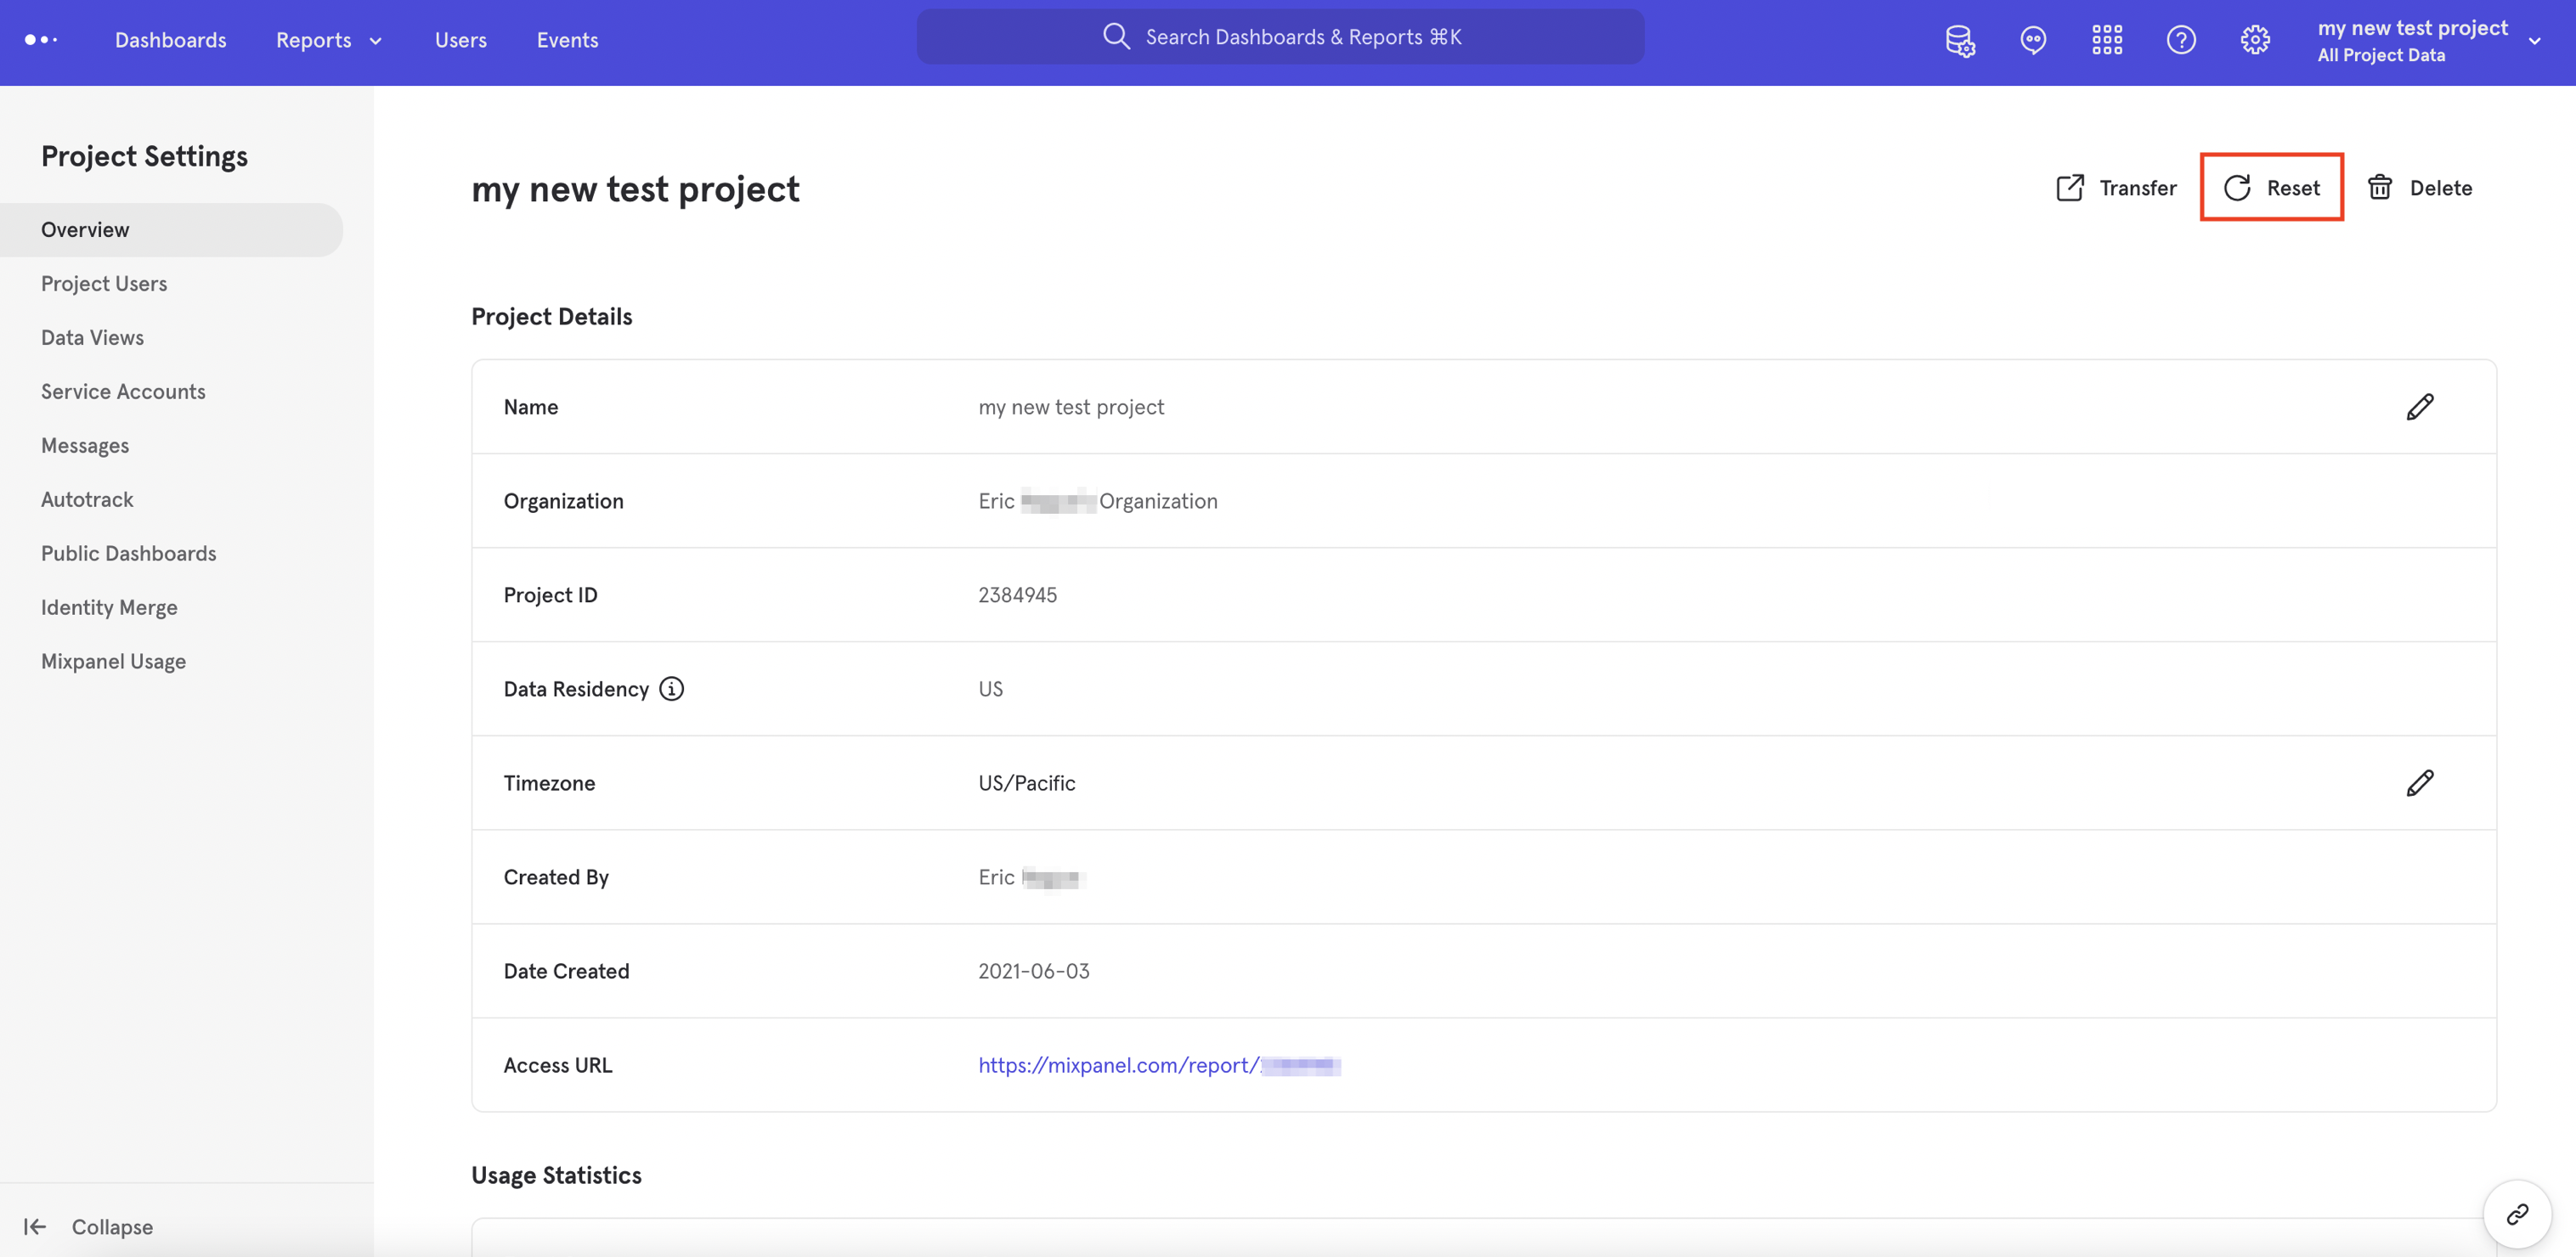 Dashboards Reports Users Events Search Dashboards & Reports ⌘K my new test project
All Project Data
Project Settings
Overview
Project Users
Data Views
Service Accounts
Messages
Autotrack
Public Dashboards
Identity Merge
Mixpanel Usage
Collapse
my new test project
Transfer Reset Delete
Project Details
Name my new test project
Organization Eric Organization
Project ID 2384945
Data Residency US
Timezone US/Pacific
Created By Eric
Date Created 2021-06-03
Access URL https://mixpanel.com/report/
Usage Statistics